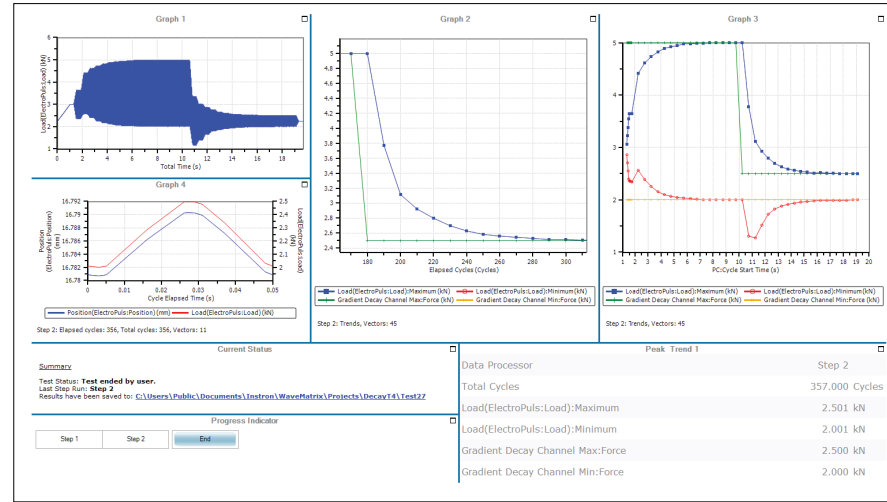 Graph 1
Load(ElectroPuls:Load) (kN)
6
5
4
3
2
1
0 2 4 6 8 10 12 14 16 18
Total Time (s)
Graph 4
Position
(ElectroPuls:Position)
(mm)
16.792
16.79
16.788
16.786
16.784
16.782
16.78
2.5
2.4
2.3
2.2
2.1
2
Load(ElectroPuls:Load)
(kN)
0 0.01 0.02 0.03 0.04 0.05
Cycle Elapsed Time (s)
Position(ElectroPuls:Position) (mm) Load(ElectroPuls:Load) (kN)
Step 2: Elapsed cycles: 356, Total cycles: 356, Vectors: 11
Graph 2
5
4.8
4.6
4.4
4.2
4
3.8
3.6
3.4
3.2
3
2.8
2.6
2.4
180 200 220 240 260 280 300
Elapsed Cycles (Cycles)
Load(ElectroPuls:Load):Maximum (kN) Load(ElectroPuls:Load):Minimum (kN)
Gradient Decay Channel Max:Force (kN) Gradient Decay Channel Min:Force (kN)
Step 2: Trends, Vectors: 45
Graph 3
5
4
3
2
1
1 2 3 4 5 6 7 8 9 10 11 12 13 14 15 16 17 18 19 20
PC:Cycle Start Time (s)
Load(ElectroPuls:Load):Maximum (kN) Load(ElectroPuls:Load):Minimum (kN)
Gradient Decay Channel Max:Force (kN) Gradient Decay Channel Min:Force (kN)
Step 2: Trends, Vectors: 45
Current Status
Summary
Test Status: Test ended by user.
Last Step Run: Step 2
Results have been saved to: C:\Users\Public\Documents\Instron\WaveMatrix\Projects\DecayT4\Test27
Progress Indicator
Step 1 Step 2 End
Peak Trend 1
Data Processor Step 2
Total Cycles 357.000 Cycles
Load(ElectroPuls:Load):Maximum 2.501 kN
Load(ElectroPuls:Load):Minimum 2.001 kN
Gradient Decay Channel Max:Force 2.500 kN
Gradient Decay Channel Min:Force 2.000 kN